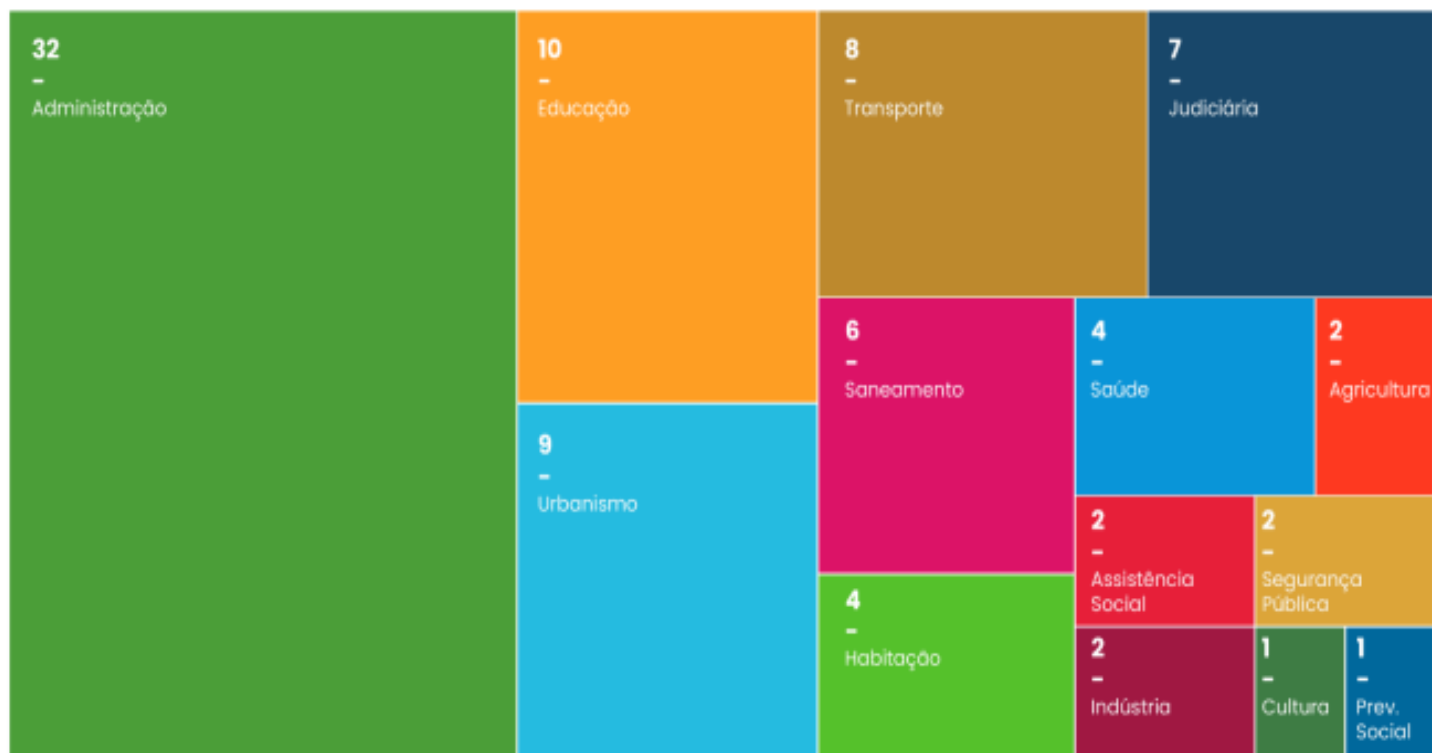 32
–
Administração
10
–
Educação
9
–
Urbanismo
8
–
Transporte
7
–
Judiciária
6
–
Saneamento
4
–
Saúde
2
–
Agricultura
4
–
Habitação
2
–
Assistência
Social
2
–
Segurança
Pública
2
–
Indústria
1
–
Cultura
1
–
Prev.
Social